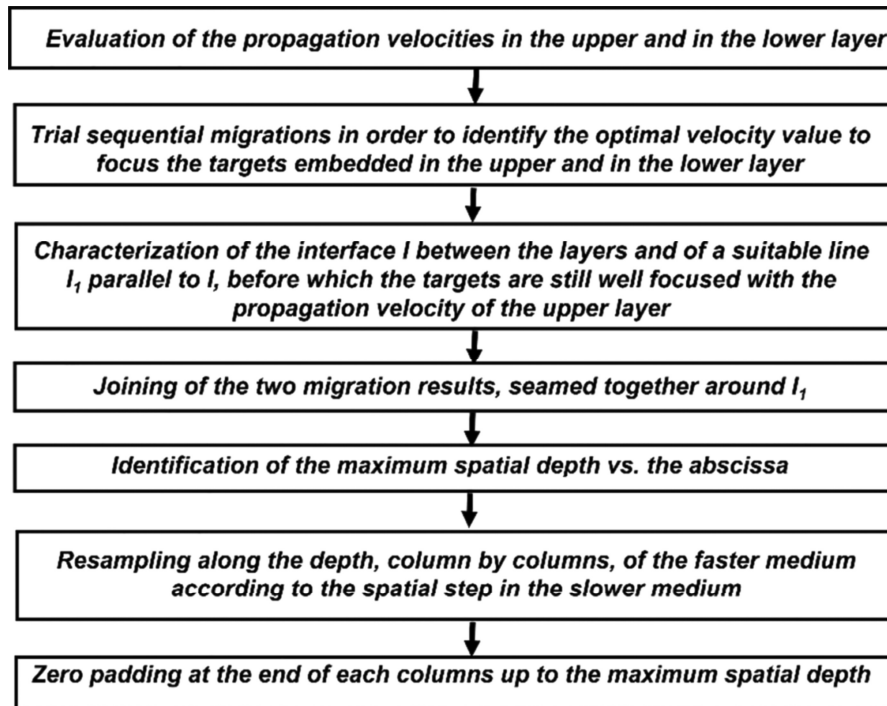 Evaluation of the propagation velocities in the upper and in the lower layer
Trial sequential migrations in order to identify the optimal velocity value to
focus the targets embedded in the upper and in the lower layer
Characterization of the interface I between the layers and of a suitable line
I₁ parallel to I, before which the targets are still well focused with the
propagation velocity of the upper layer
Joining of the two migration results, seamed together around I₁
Identification of the maximum spatial depth vs. the abscissa
Resampling along the depth, column by columns, of the faster medium
according to the spatial step in the slower medium
Zero padding at the end of each columns up to the maximum spatial depth